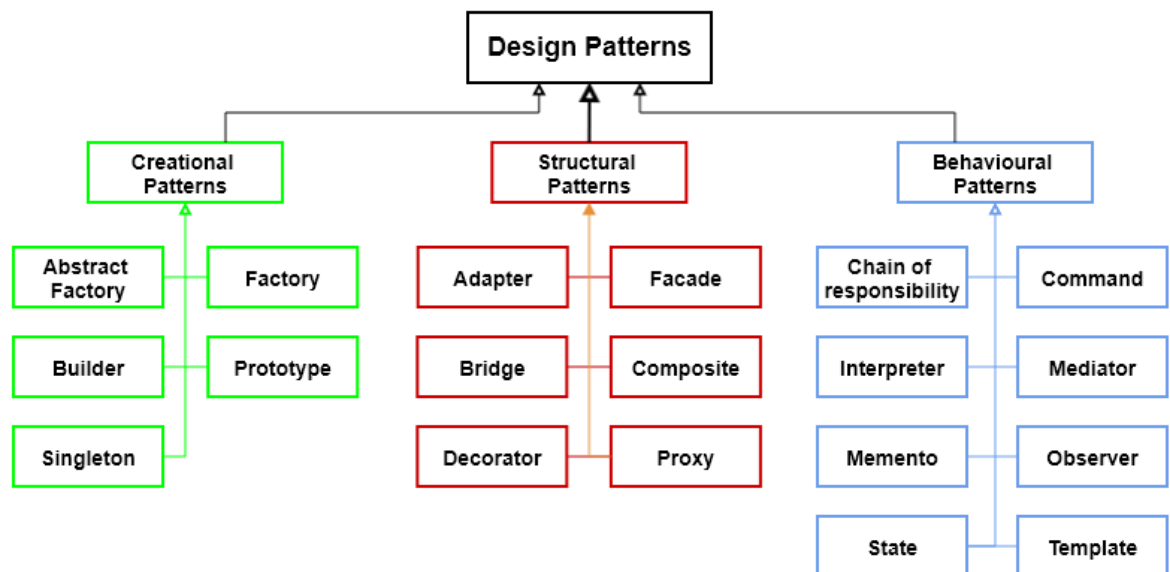 Design Patterns
Creational
Patterns
Structural
Patterns
Behavioural
Patterns
Abstract
Factory
Factory
Adapter
Facade
Chain of
responsibility
Command
Builder
Prototype
Bridge
Composite
Interpreter
Mediator
Singleton
Decorator
Proxy
Memento
Observer
State
Template